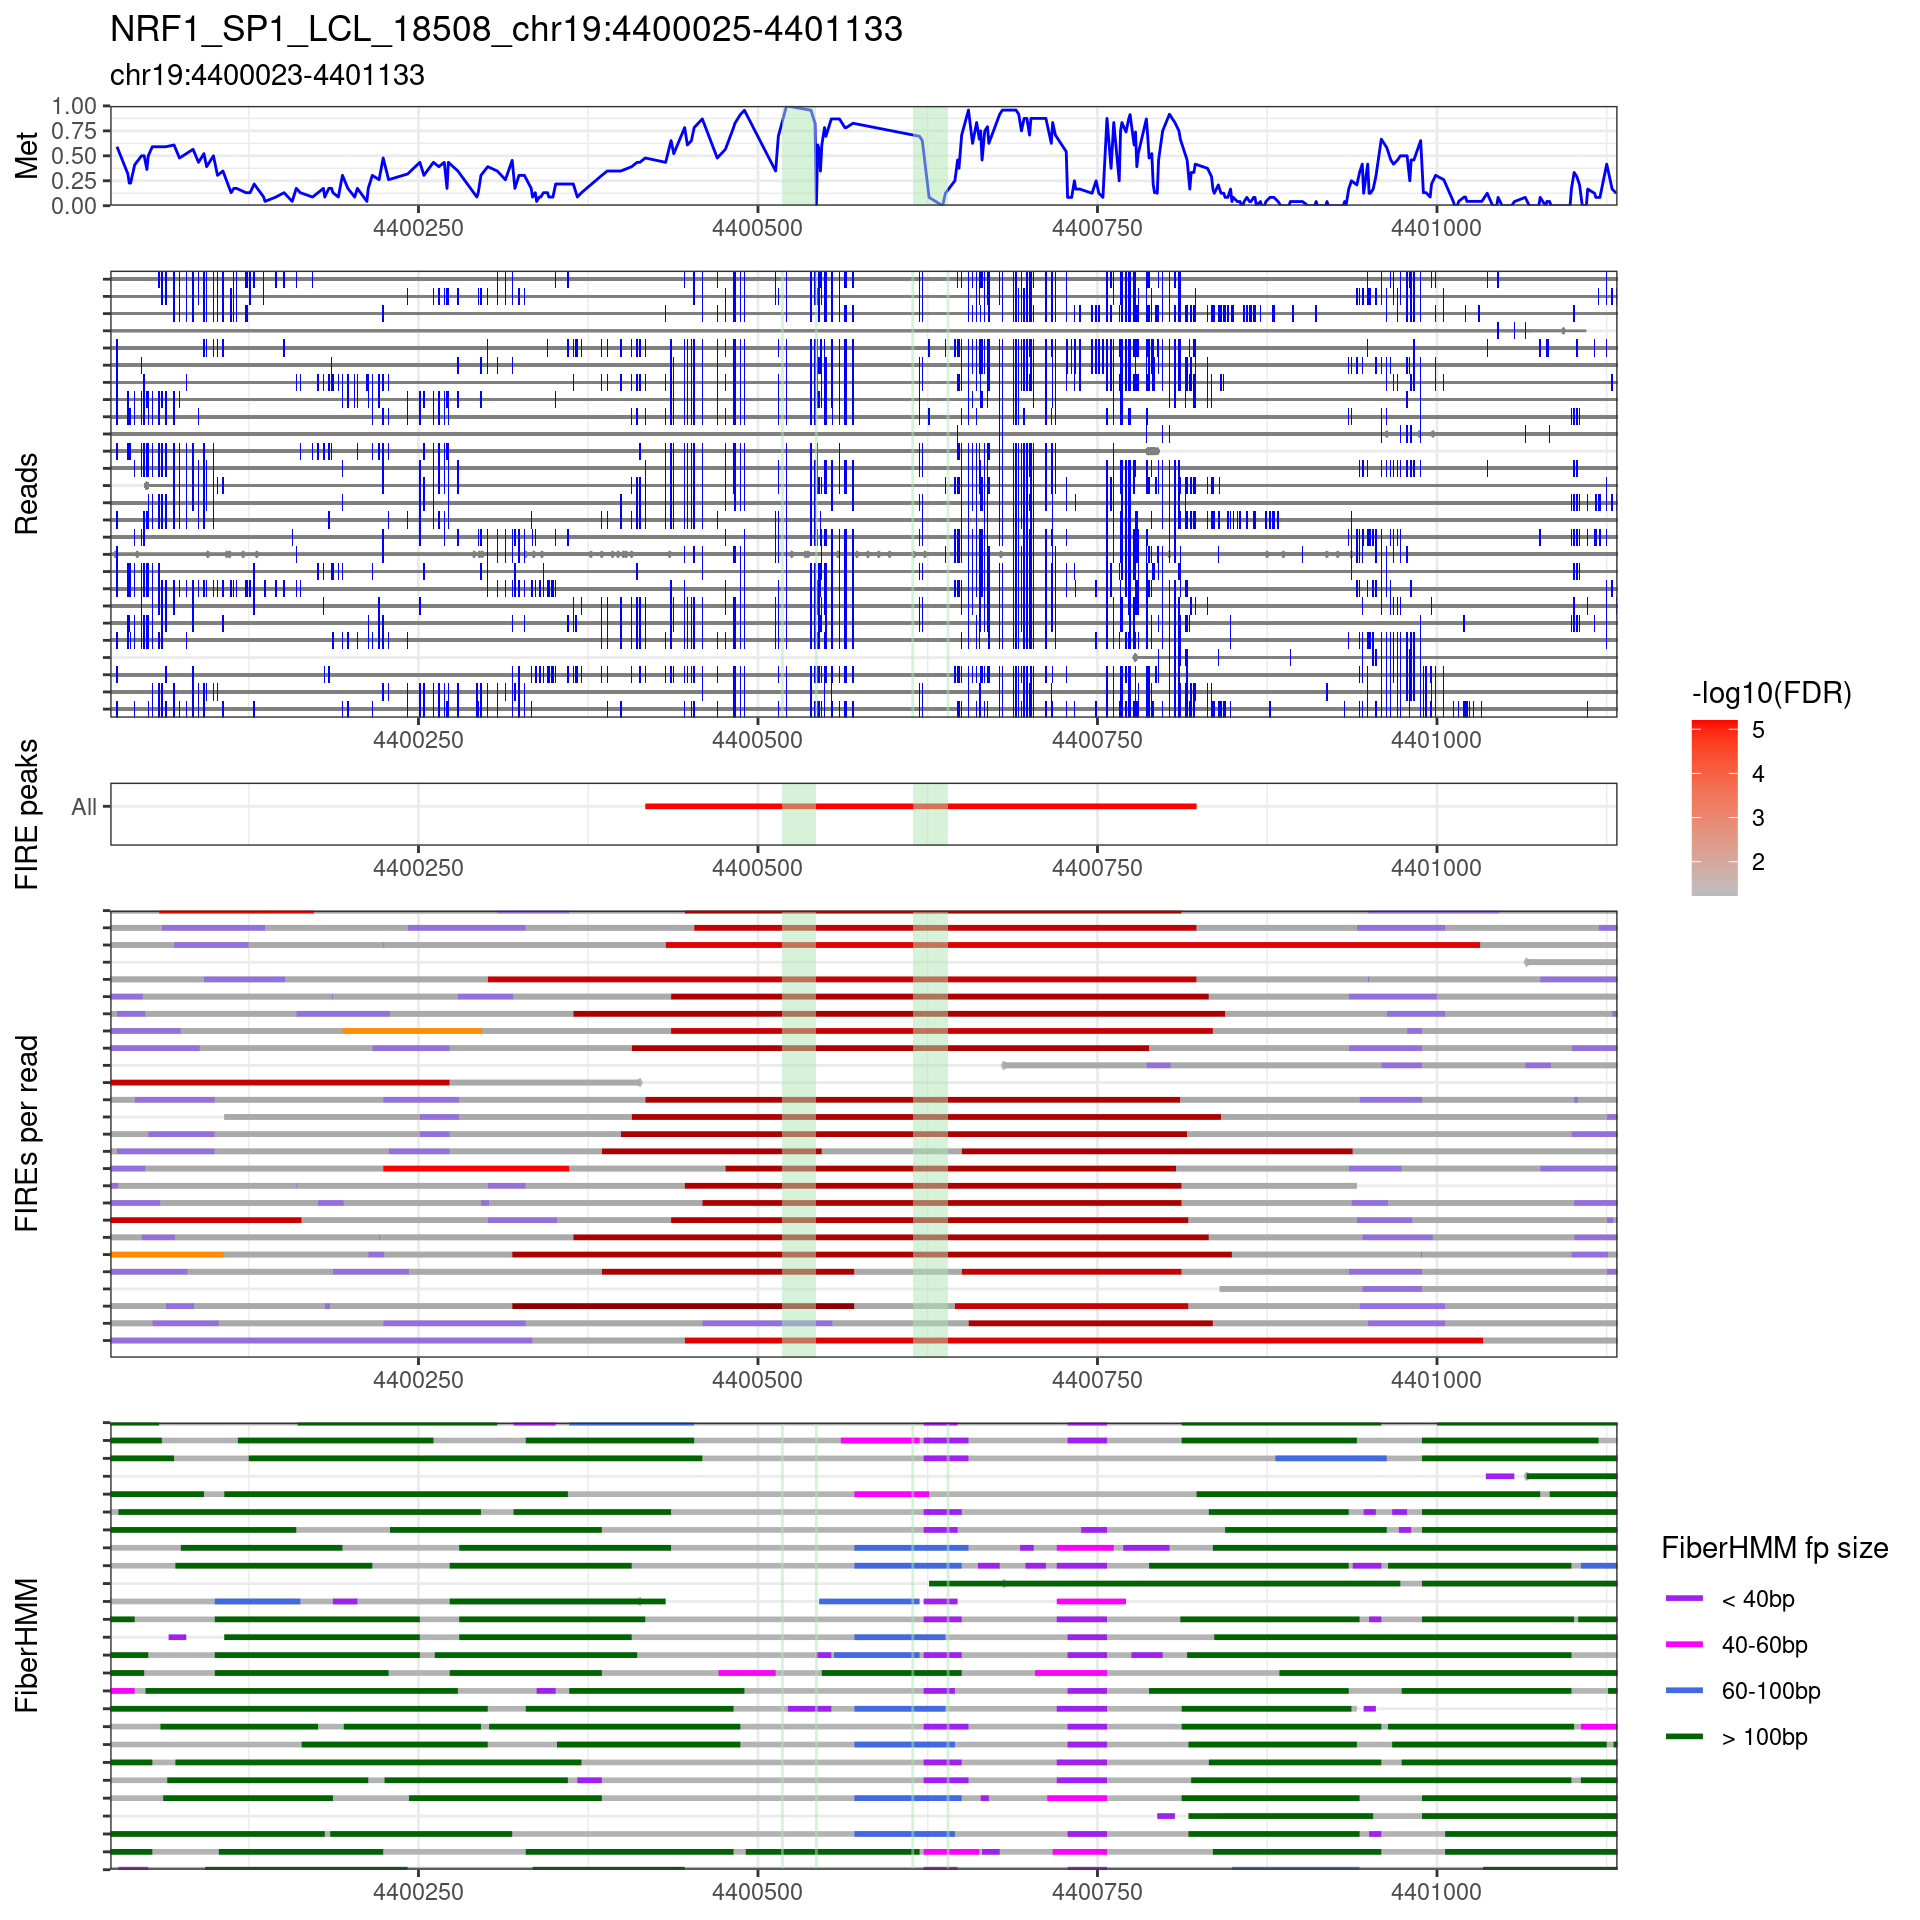 NRF1_SP1_LCL_18508_chr19:4400025-4401133
chr19:4400023-4401133
Met
1.00
0.75
0.50
0.25
0.00
4400250 4400500 4400750 4401000
Reads
4400250 4400500 4400750 4401000
FIRE peaks
All
4400250 4400500 4400750 4401000
-log10(FDR)
5
4
3
2
FIREs per read
4400250 4400500 4400750 4401000
FiberHMM
4400250 4400500 4400750 4401000
FiberHMM fp size
< 40bp
40-60bp
60-100bp
> 100bp